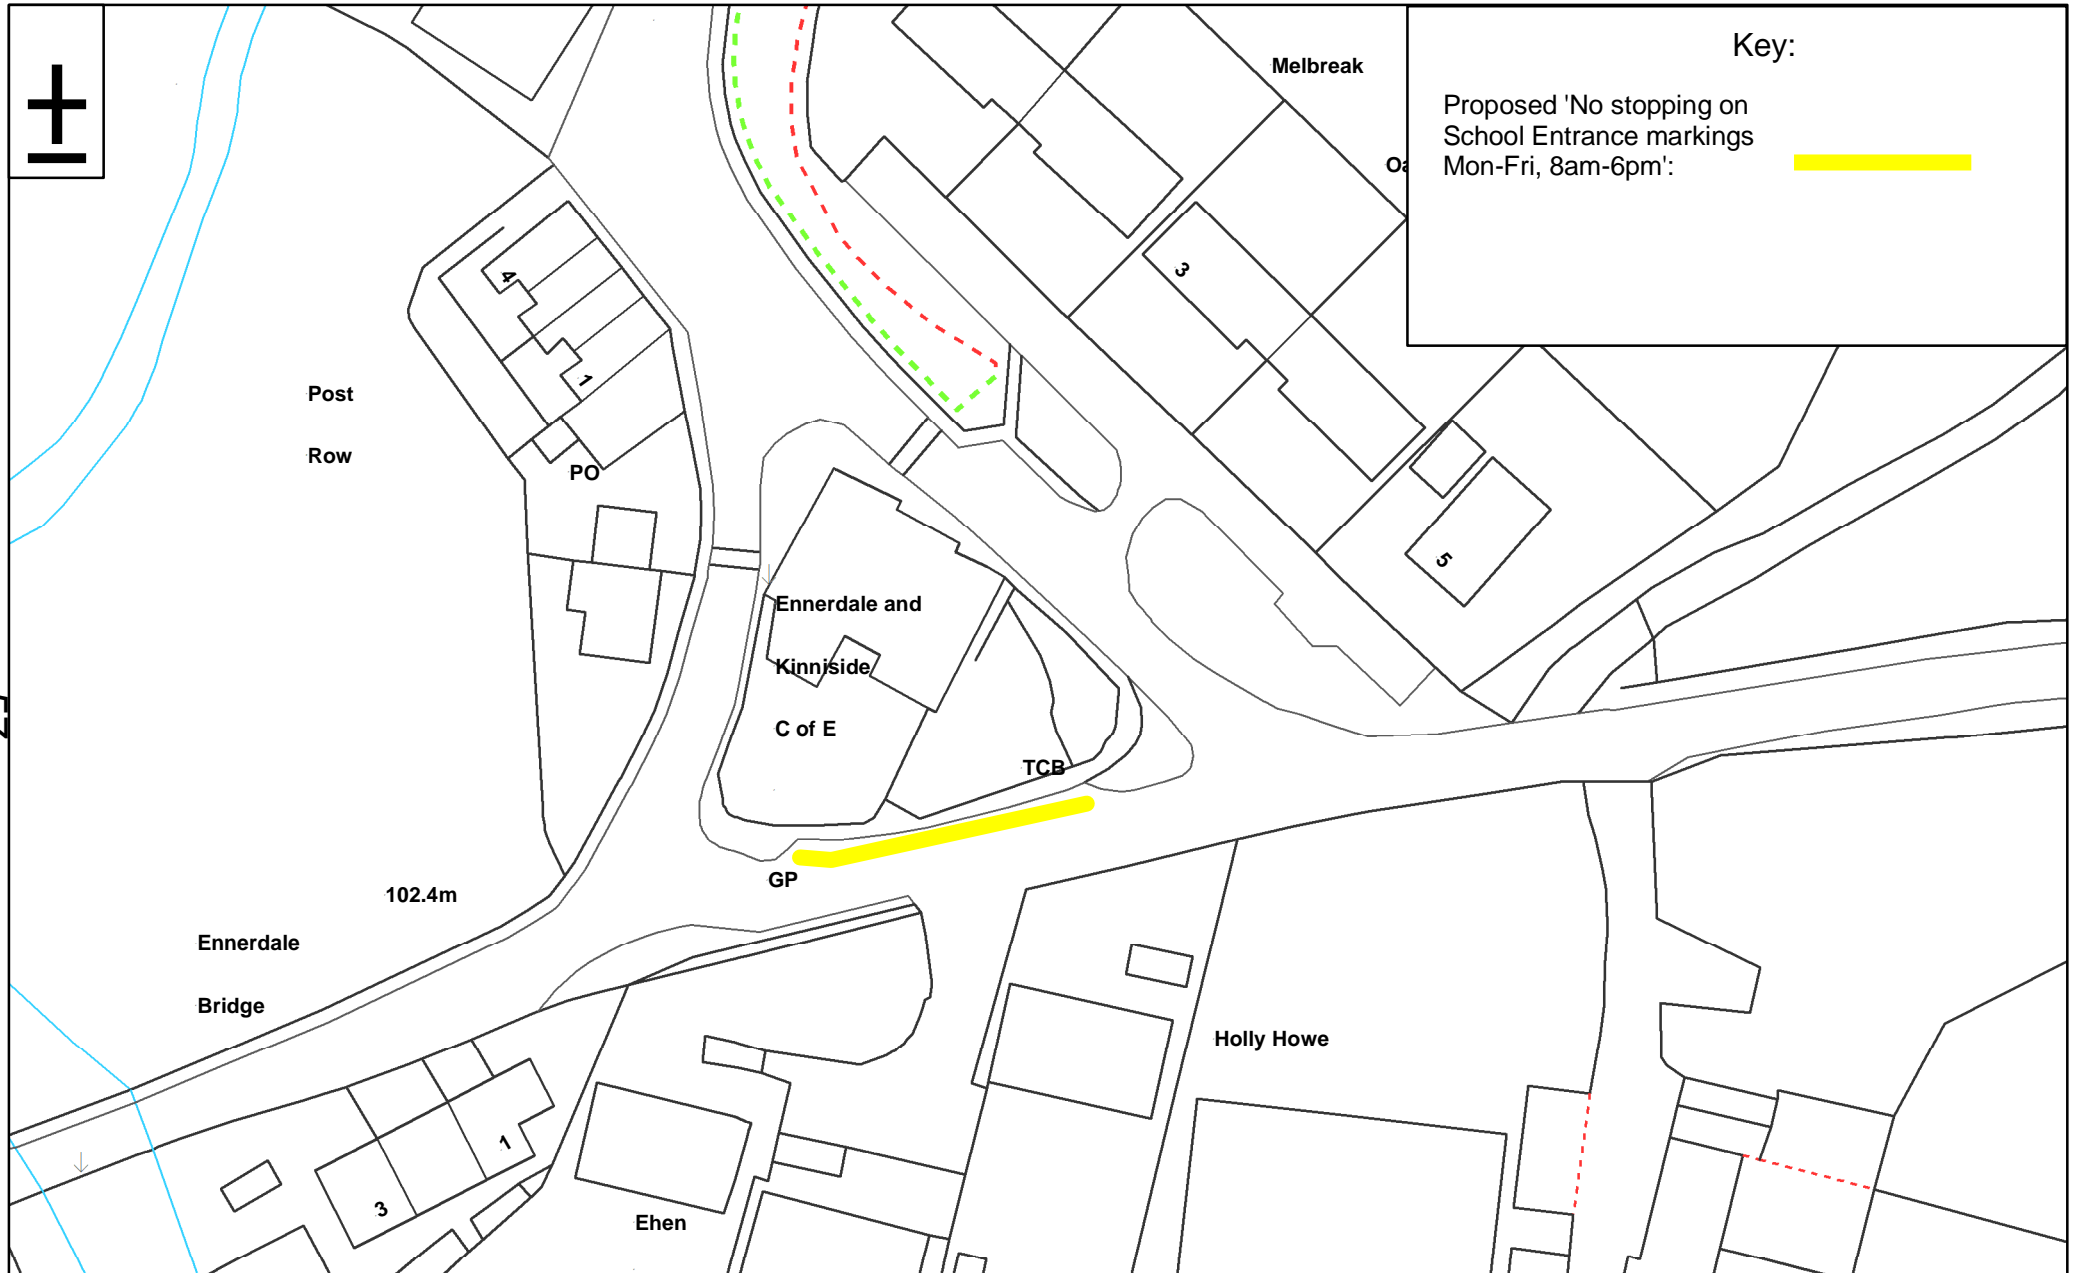 Key:
Proposed 'No stopping on
School Entrance markings
Mon-Fri, 8am-6pm':
Melbreak
3
4
1
Post
Row
PO
5
Ennerdale and
Kinniside
C of E
TCB
GP
102.4m
Ennerdale
Bridge
Holly Howe
1
3
Ehen